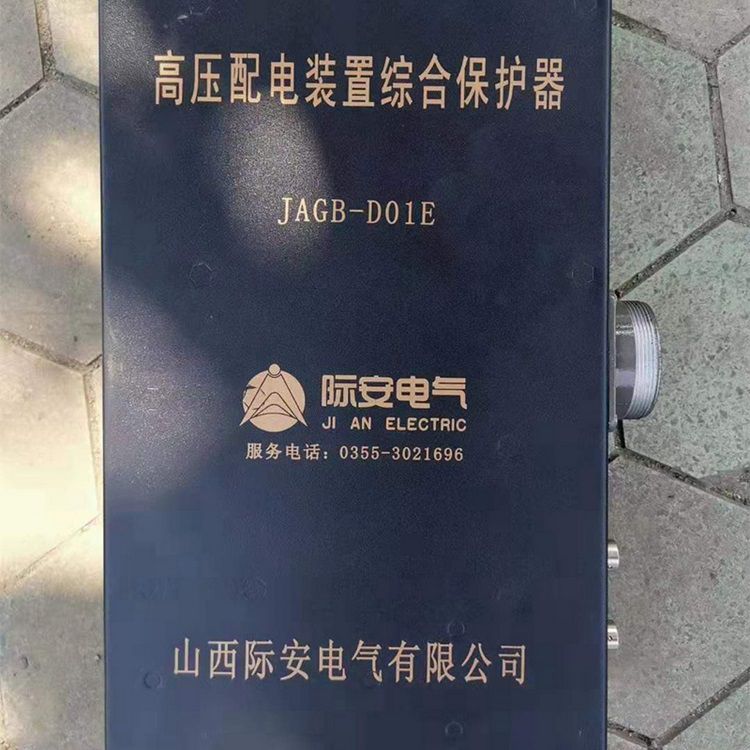 高压配电装置综合保护器
JAGB-D01E
际安电气
JI AN ELECTRIC
服务电话：0355-3021696
山西际安电气有限公司